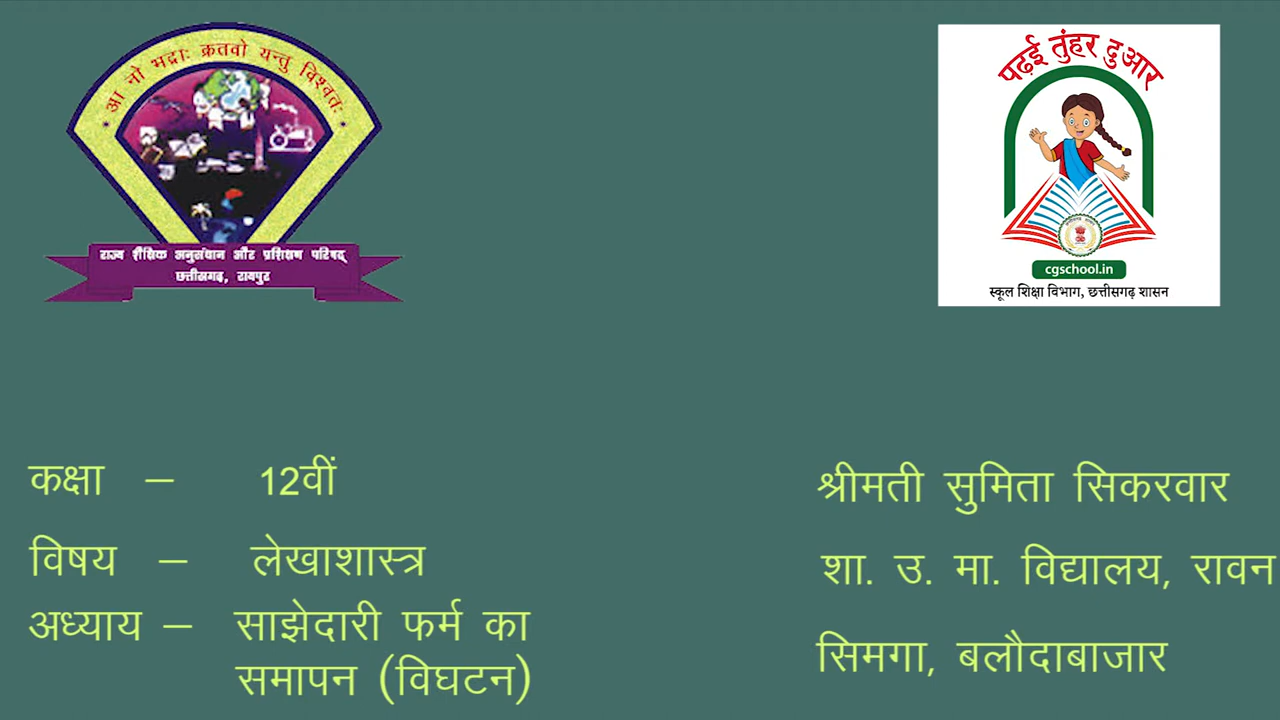 आ नो भद्राः क्रतवो यन्तु विश्वतः
राज्य शैक्षिक अनुसंधान और प्रशिक्षण परिषद्
छत्तीसगढ़, रायपुर
पढ़ई तुंहर दुआर
cgschool.in
स्कूल शिक्षा विभाग, छत्तीसगढ़ शासन
कक्षा – 12वीं
विषय – लेखाशास्त्र
अध्याय – साझेदारी फर्म का
समापन (विघटन)
श्रीमती सुमिता सिकरवार
शा. उ. मा. विद्यालय, रावन
सिमगा, बलौदाबाजार